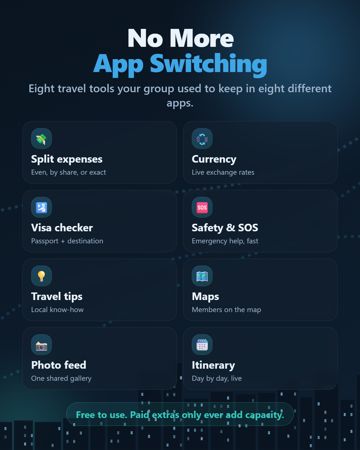 No More
App Switching
Eight travel tools your group used to keep in eight different
apps.
Split expenses
Even, by share, or exact
Currency
Live exchange rates
Visa checker
Passport + destination
SOS
Safety & SOS
Emergency help, fast
Travel tips
Local know-how
Maps
Members on the map
Photo feed
One shared gallery
Itinerary
Day by day, live
Free to use. Paid extras only ever add capacity.